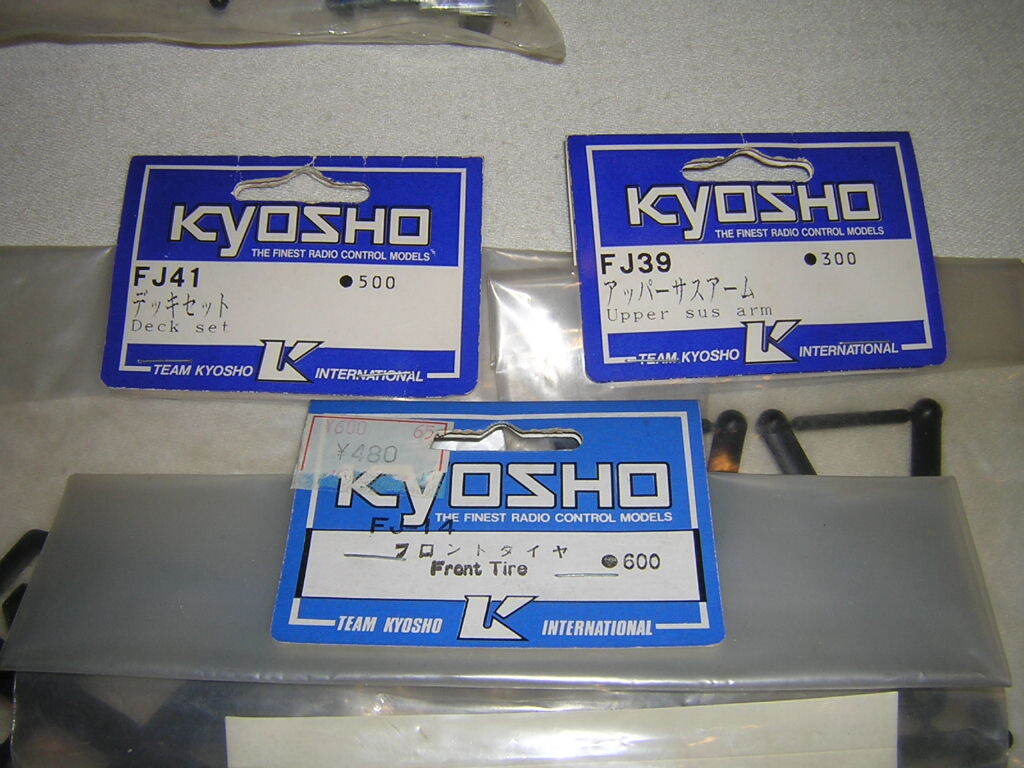 KYOSHO
THE FINEST RADIO CONTROL MODELS
FJ41
●500
デッキセット
Deck set
TEAM KYOSHO K INTERNATIONAL
KYOSHO
THE FINEST RADIO CONTROL MODELS
FJ39
●300
アッパーサスアーム
Upper sus arm
TEAM KYOSHO K INTERNATIONAL
¥600 65
¥480
KYOSHO
THE FINEST RADIO CONTROL MODELS
FJ-14
フロントタイヤ
Front Tire
●600
TEAM KYOSHO K INTERNATIONAL